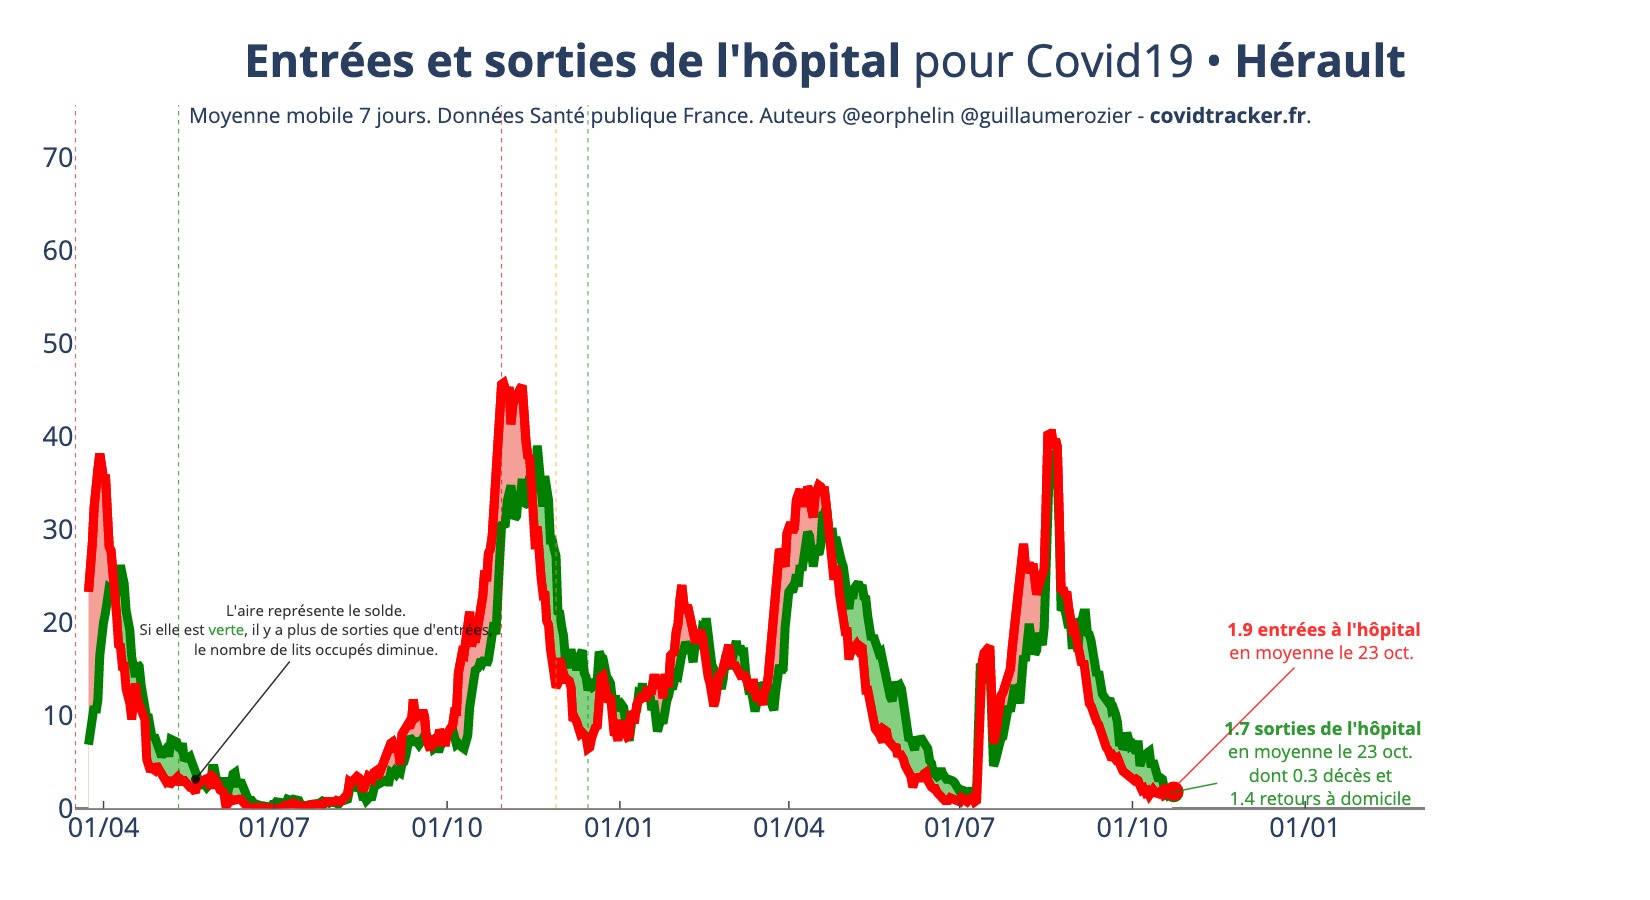 Entrées et sorties de l'hôpital pour Covid19 • Hérault
Moyenne mobile 7 jours. Données Santé publique France. Auteurs @eorphelin @guillaumerozier - covidtracker.fr.
70
60
50
40
30
20
10
0
L'aire représente le solde.
Si elle est verte, il y a plus de sorties que d'entrées,
le nombre de lits occupés diminue.
1.9 entrées à l'hôpital
en moyenne le 23 oct.
1.7 sorties de l'hôpital
en moyenne le 23 oct.
dont 0.3 décès et
1.4 retours à domicile
01/04
01/07
01/10
01/01
01/04
01/07
01/10
01/01